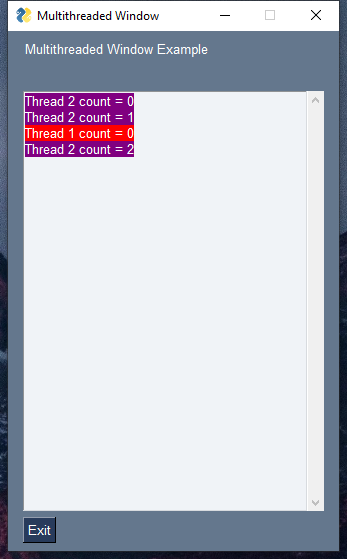 Multithreaded Window
Multithreaded Window Example
Thread 2 count = 0
Thread 2 count = 1
Thread 1 count = 0
Thread 2 count = 2
Exit